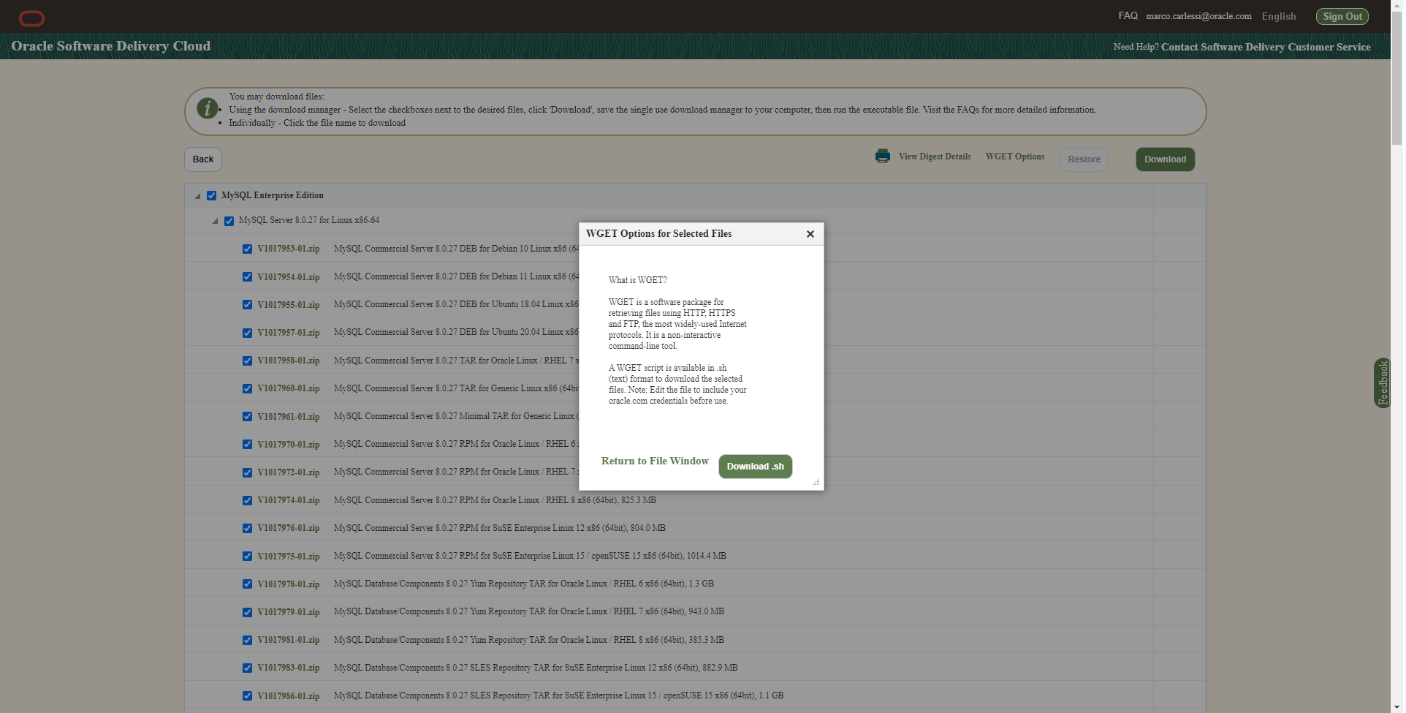 FAQ marco.carlessi@oracle.com English Sign Out
Oracle Software Delivery Cloud
Need Help? Contact Software Delivery Customer Service
You may download files:
Using the download manager - Select the checkboxes next to the desired files, click 'Download', save the single use download manager to your computer, then run the executable file. Visit the FAQs for more detailed information.
Individually - Click the file name to download
Back
View Digest Details WGET Options Restore Download
MySQL Enterprise Edition
MySQL Server 8.0.27 for Linux x86-64
V1017953-01.zip MySQL Commercial Server 8.0.27 DEB for Debian 10 Linux x86 (64
V1017954-01.zip MySQL Commercial Server 8.0.27 DEB for Debian 11 Linux x86 (64
V1017955-01.zip MySQL Commercial Server 8.0.27 DEB for Ubuntu 18.04 Linux x86
V1017957-01.zip MySQL Commercial Server 8.0.27 DEB for Ubuntu 20.04 Linux x86
V1017958-01.zip MySQL Commercial Server 8.0.27 TAR for Oracle Linux / RHEL 7 x
V1017960-01.zip MySQL Commercial Server 8.0.27 TAR for Generic Linux x86 (64bi
V1017961-01.zip MySQL Commercial Server 8.0.27 Minimal TAR for Generic Linux (
V1017970-01.zip MySQL Commercial Server 8.0.27 RPM for Oracle Linux / RHEL 6
V1017972-01.zip MySQL Commercial Server 8.0.27 RPM for Oracle Linux / RHEL 7
V1017974-01.zip MySQL Commercial Server 8.0.27 RPM for Oracle Linux / RHEL 8 x86 (64bit), 825.3 MB
V1017976-01.zip MySQL Commercial Server 8.0.27 RPM for SuSE Enterprise Linux 12 x86 (64bit), 804.0 MB
V1017975-01.zip MySQL Commercial Server 8.0.27 RPM for SuSE Enterprise Linux 15 / openSUSE 15 x86 (64bit), 1014.4 MB
V1017978-01.zip MySQL Database/Components 8.0.27 Yum Repository TAR for Oracle Linux / RHEL 6 x86 (64bit), 1.3 GB
V1017979-01.zip MySQL Database/Components 8.0.27 Yum Repository TAR for Oracle Linux / RHEL 7 x86 (64bit), 943.0 MB
V1017981-01.zip MySQL Database/Components 8.0.27 Yum Repository TAR for Oracle Linux / RHEL 8 x86 (64bit), 385.3 MB
V1017983-01.zip MySQL Database/Components 8.0.27 SLES Repository TAR for SuSE Enterprise Linux 12 x86 (64bit), 882.9 MB
V1017986-01.zip MySQL Database/Components 8.0.27 SLES Repository TAR for SuSE Enterprise Linux 15 / openSUSE 15 x86 (64bit), 1.1 GB
WGET Options for Selected Files
What is WGET?
WGET is a software package for
retrieving files using HTTP, HTTPS
and FTP, the most widely-used Internet
protocols. It is a non-interactive
command-line tool.
A WGET script is available in .sh
(text) format to download the selected
files. Note: Edit the file to include your
oracle.com credentials before use.
Return to File Window Download .sh
Feedback